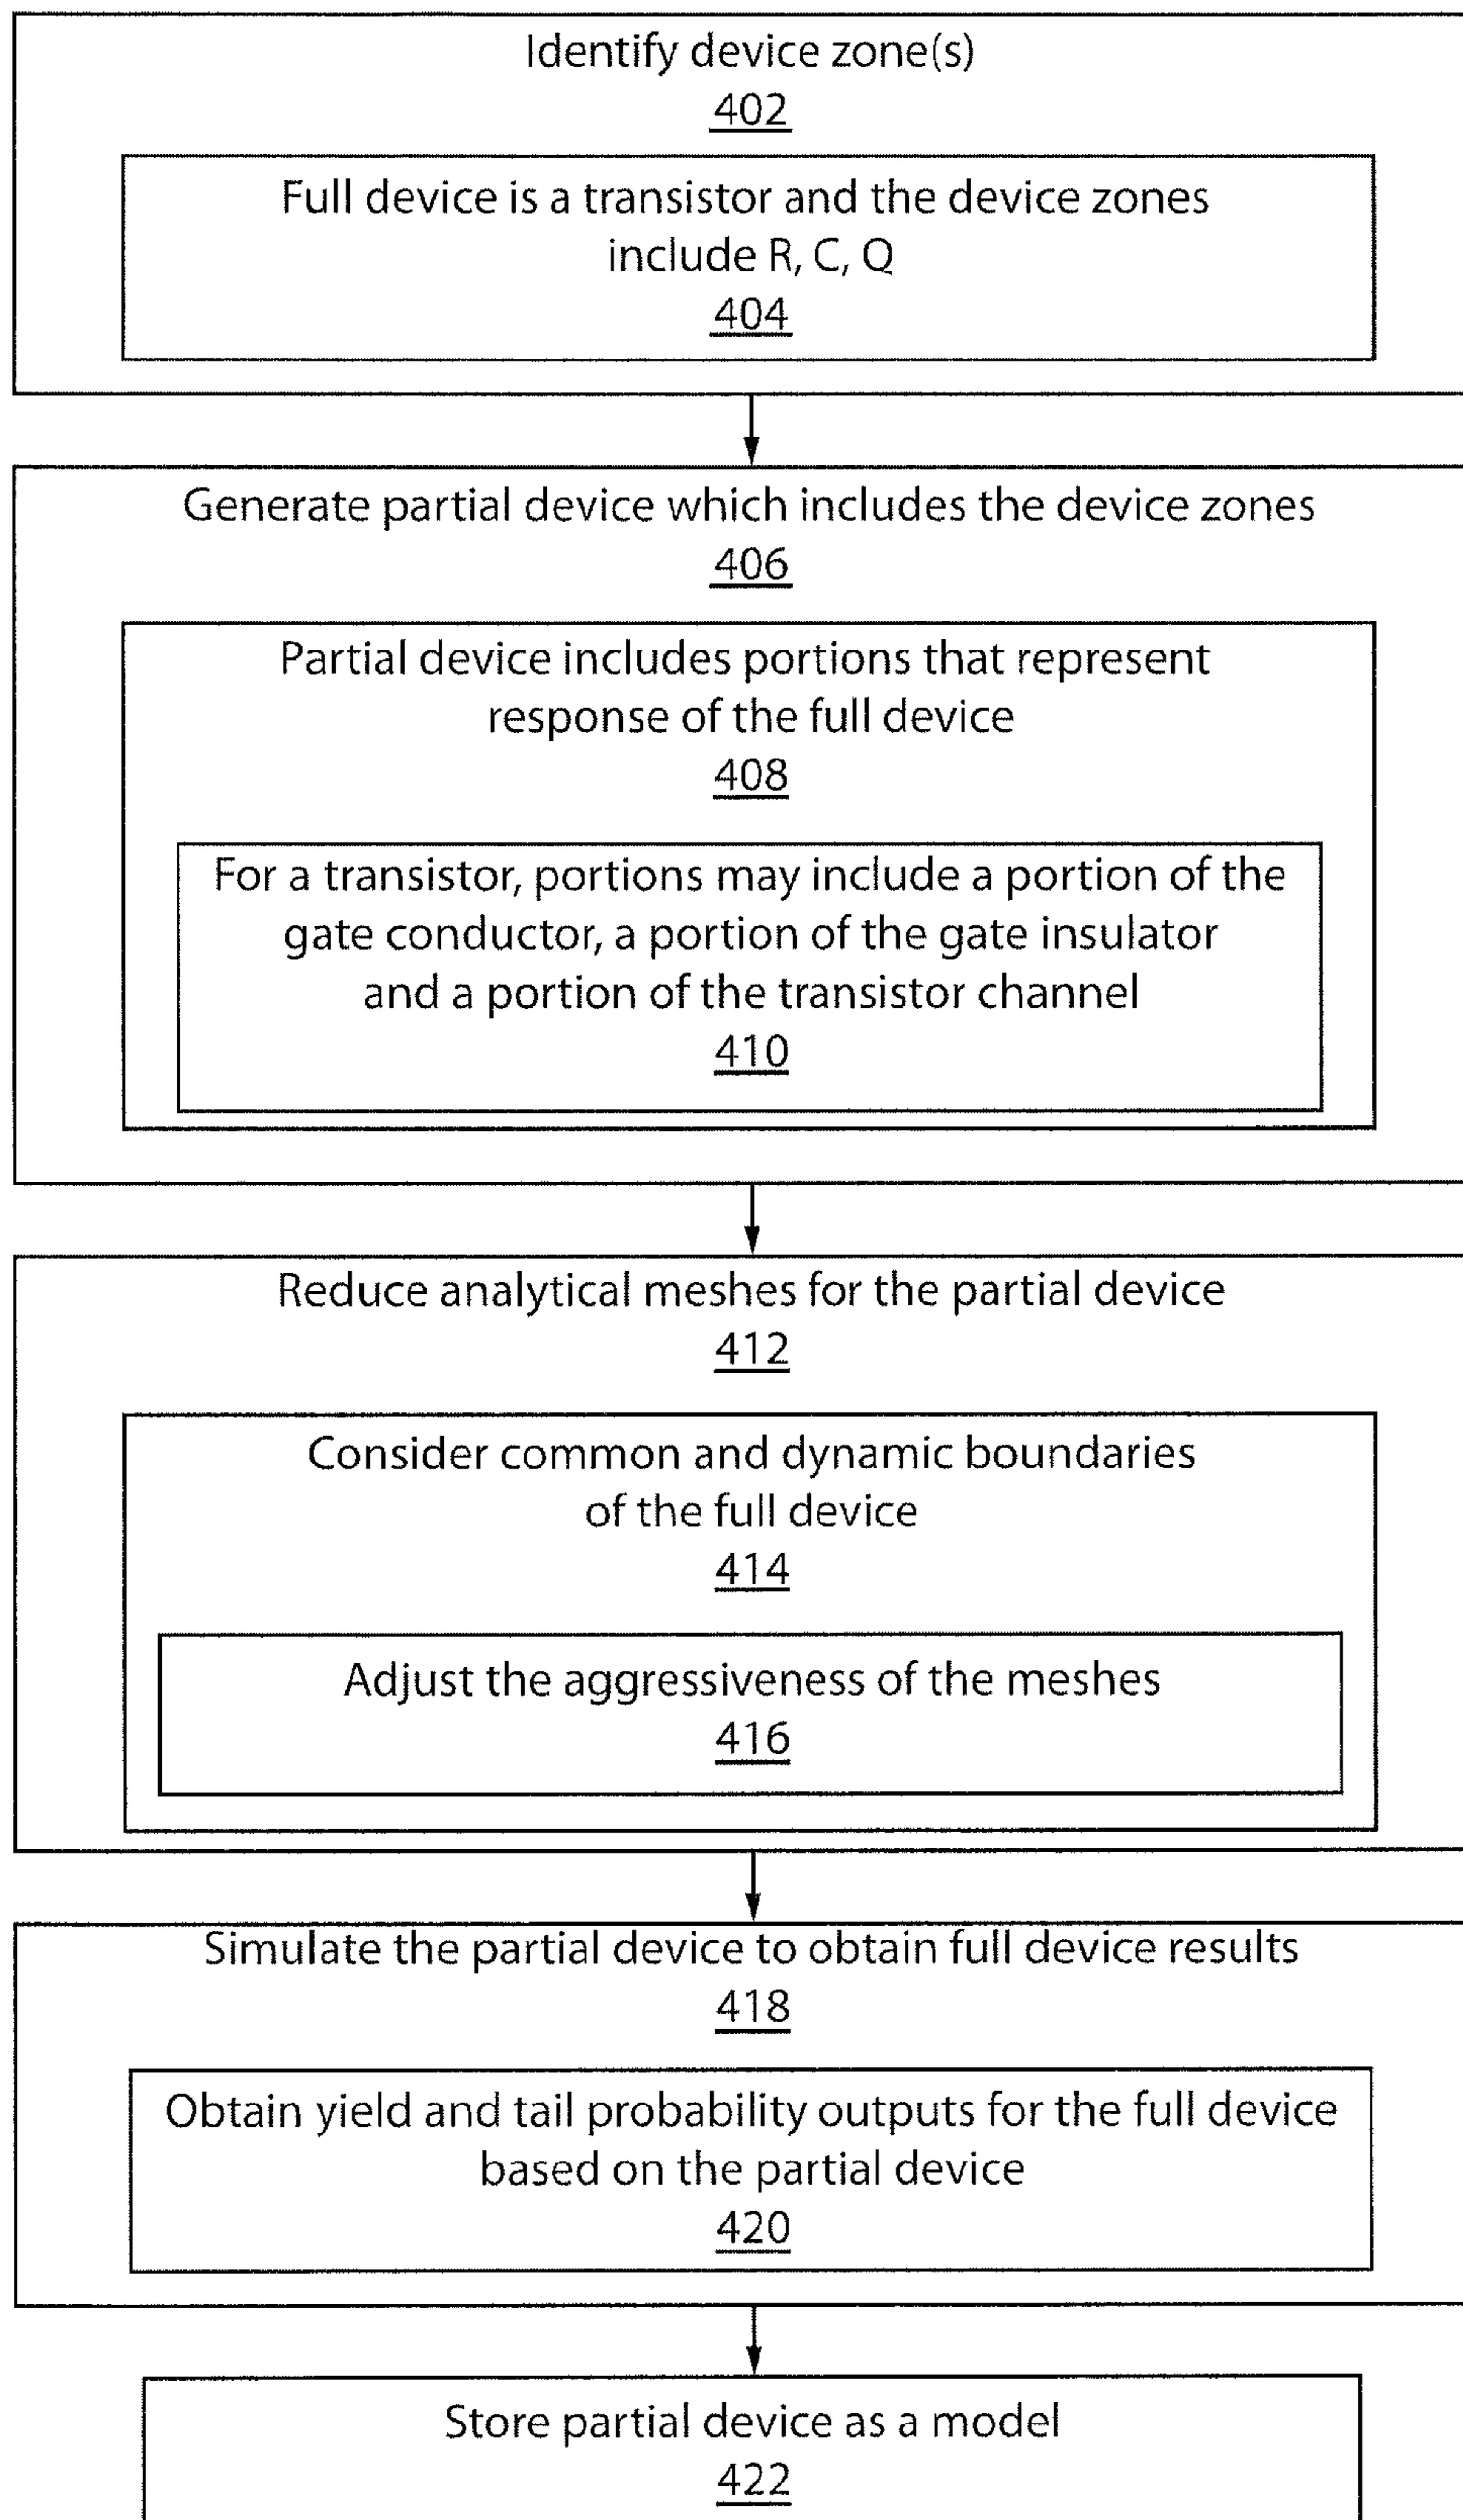 Identify device zone(s)
402
Full device is a transistor and the device zones
include R, C, Q
404
Generate partial device which includes the device zones
406
Partial device includes portions that represent
response of the full device
408
For a transistor, portions may include a portion of the
gate conductor, a portion of the gate insulator
and a portion of the transistor channel
410
Reduce analytical meshes for the partial device
412
Consider common and dynamic boundaries
of the full device
414
Adjust the aggressiveness of the meshes
416
Simulate the partial device to obtain full device results
418
Obtain yield and tail probability outputs for the full device
based on the partial device
420
Store partial device as a model
422